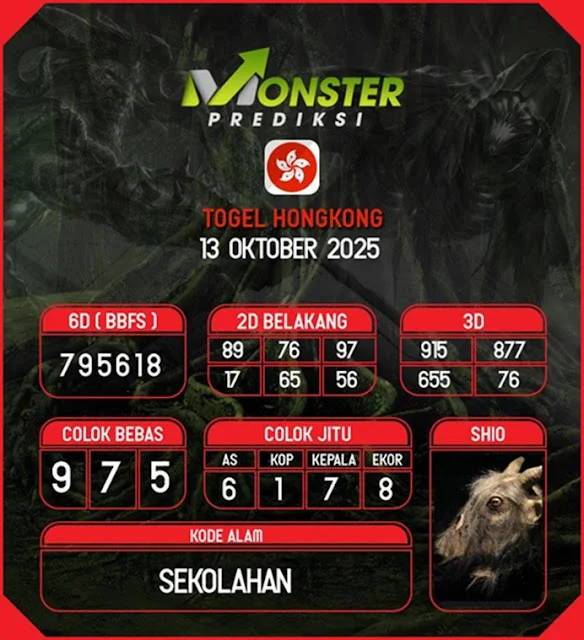 MONSTER
PREDIKSI
TOGEL HONGKONG
13 OKTOBER 2025
6D ( BBFS )
795618
2D BELAKANG
89 76 97
17 65 56
3D
915 877
655 76
COLOK BEBAS
9 7 5
COLOK JITU
AS KOP KEPALA EKOR
6 1 7 8
SHIO
KODE ALAM
SEKOLAHAN